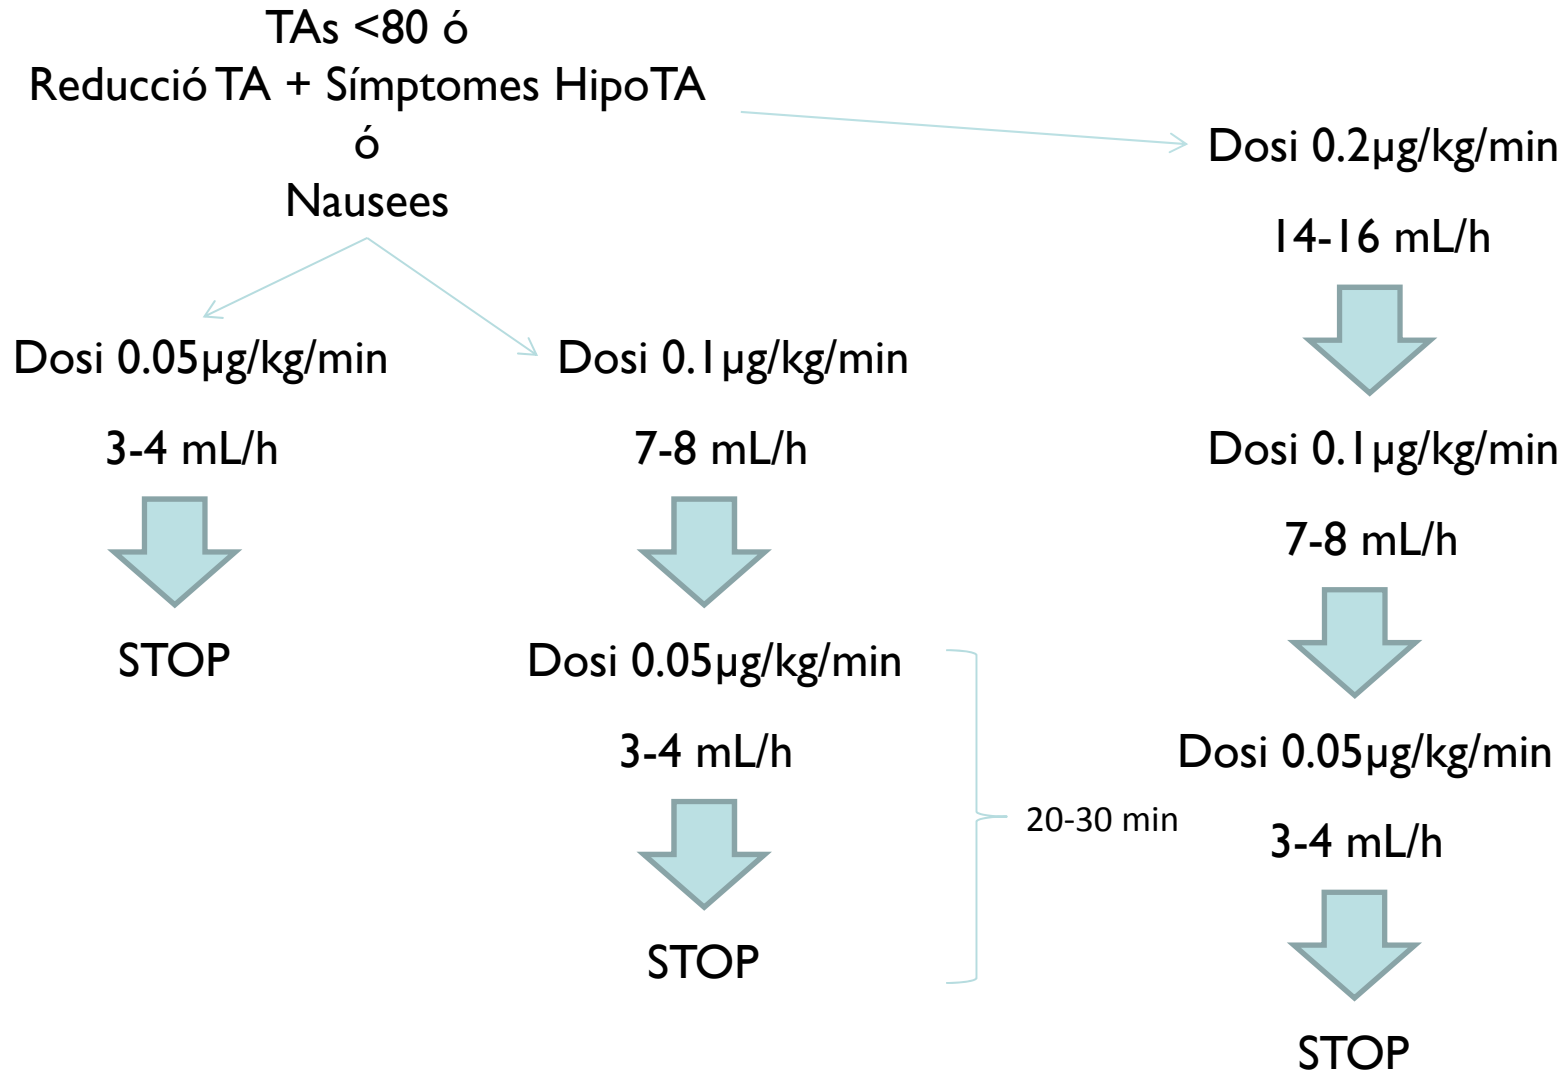 TAs <80 ó
Reducció TA + Símptomes HipoTA
ó
Nausees
Dosi 0.05µg/kg/min
3-4 mL/h
STOP
Dosi 0.1µg/kg/min
7-8 mL/h
Dosi 0.05µg/kg/min
3-4 mL/h
STOP
20-30 min
Dosi 0.2µg/kg/min
14-16 mL/h
Dosi 0.1µg/kg/min
7-8 mL/h
Dosi 0.05µg/kg/min
3-4 mL/h
STOP